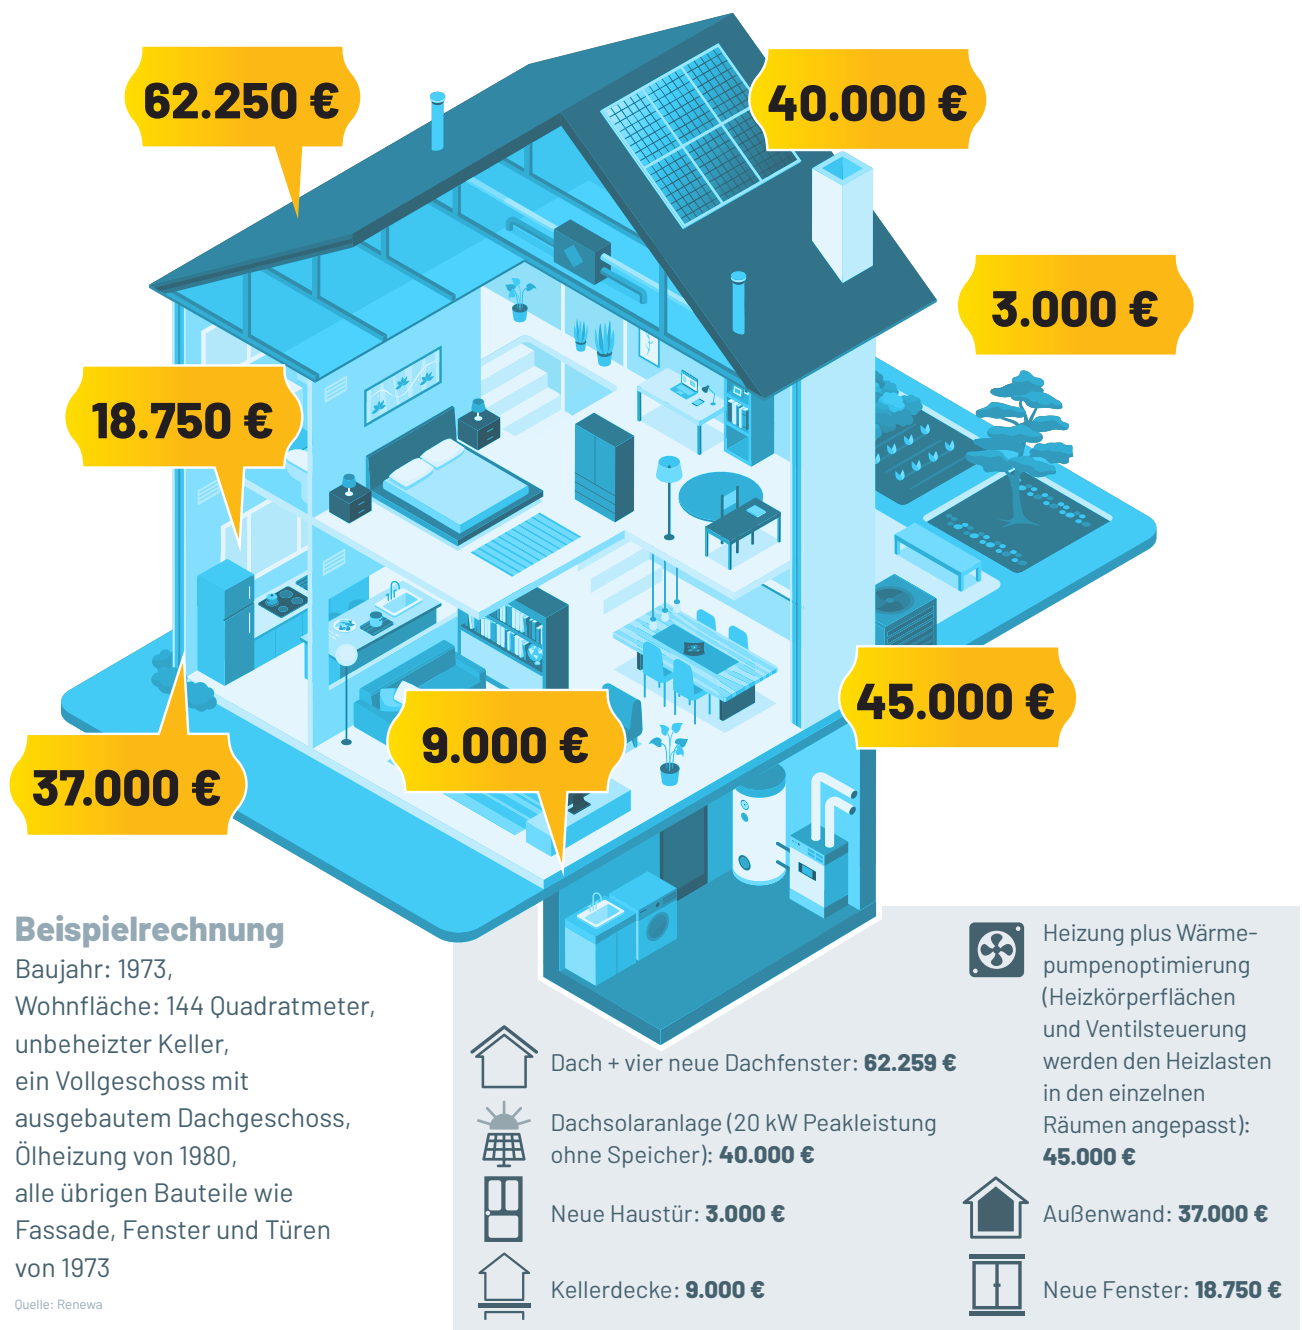 62.250 €
40.000 €
3.000 €
18.750 €
45.000 €
9.000 €
37.000 €
Beispielrechnung
Baujahr: 1973,
Wohnfläche: 144 Quadratmeter,
unbeheizter Keller,
ein Vollgeschoss mit
ausgebautem Dachgeschoss,
Ölheizung von 1980,
alle übrigen Bauteile wie
Fassade, Fenster und Türen
von 1973
Quelle: Renewa
Dach + vier neue Dachfenster: 62.259 €
Dachsolaranlage (20 kW Peakleistung
ohne Speicher): 40.000 €
Neue Haustür: 3.000 €
Kellerdecke: 9.000 €
Heizung plus Wärme-
pumpenoptimierung
(Heizkörperflächen
und Ventilsteuerung
werden den Heizlasten
in den einzelnen
Räumen angepasst):
45.000 €
Außenwand: 37.000 €
Neue Fenster: 18.750 €